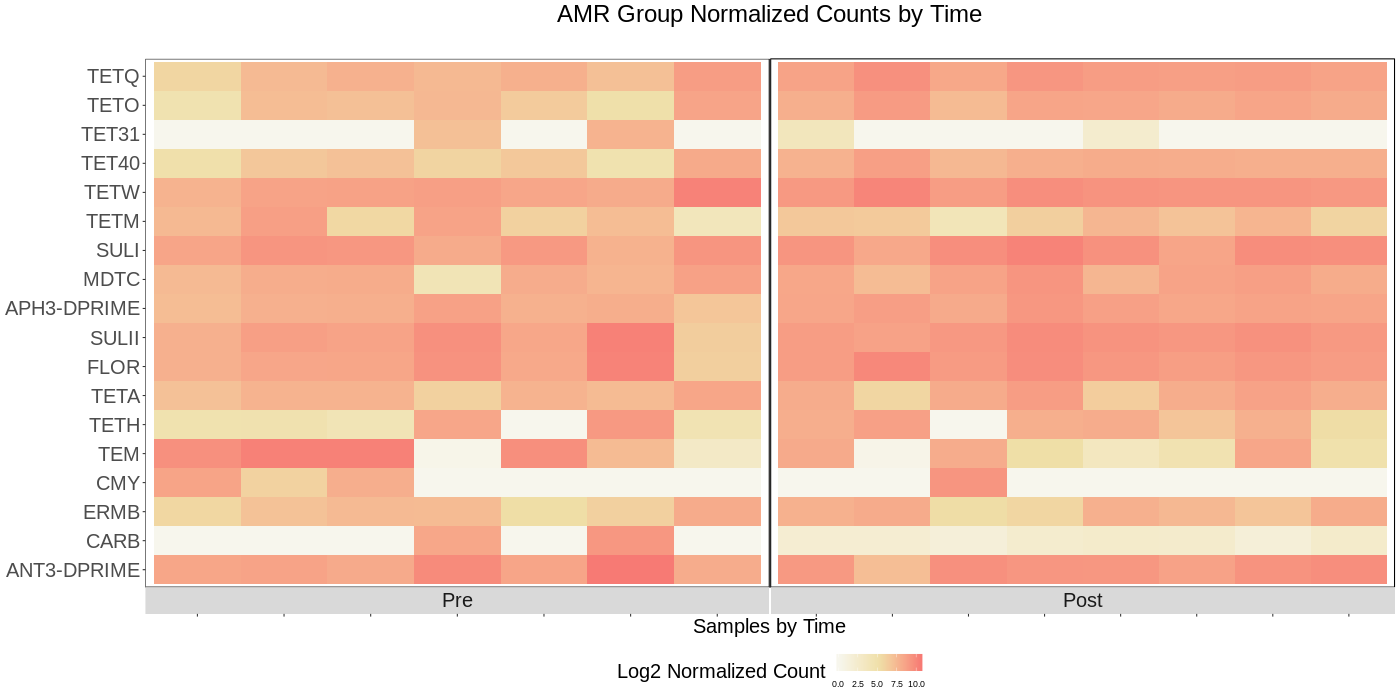 AMR Group Normalized Counts by Time
TETQ
TETO
TET31
TET40
TETW
TETM
SULI
MDTC
APH3-DPRIME
SULII
FLOR
TETA
TETH
TEM
CMY
ERMB
CARB
ANT3-DPRIME
Pre
Post
Samples by Time
Log2 Normalized Count
0.0 2.5 5.0 7.5 10.0